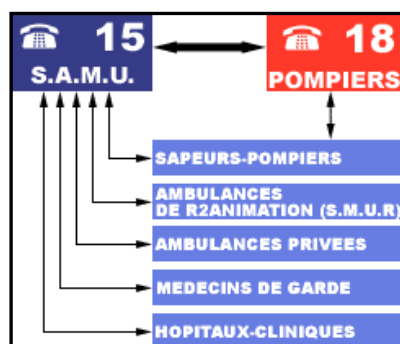 15
S.A.M.U.
18
POMPIERS
SAPEURS-POMPIERS
AMBULANCES
DE R2ANIMATION (S.M.U.R)
AMBULANCES PRIVEES
MEDECINS DE GARDE
HOPITAUX-CLINIQUES